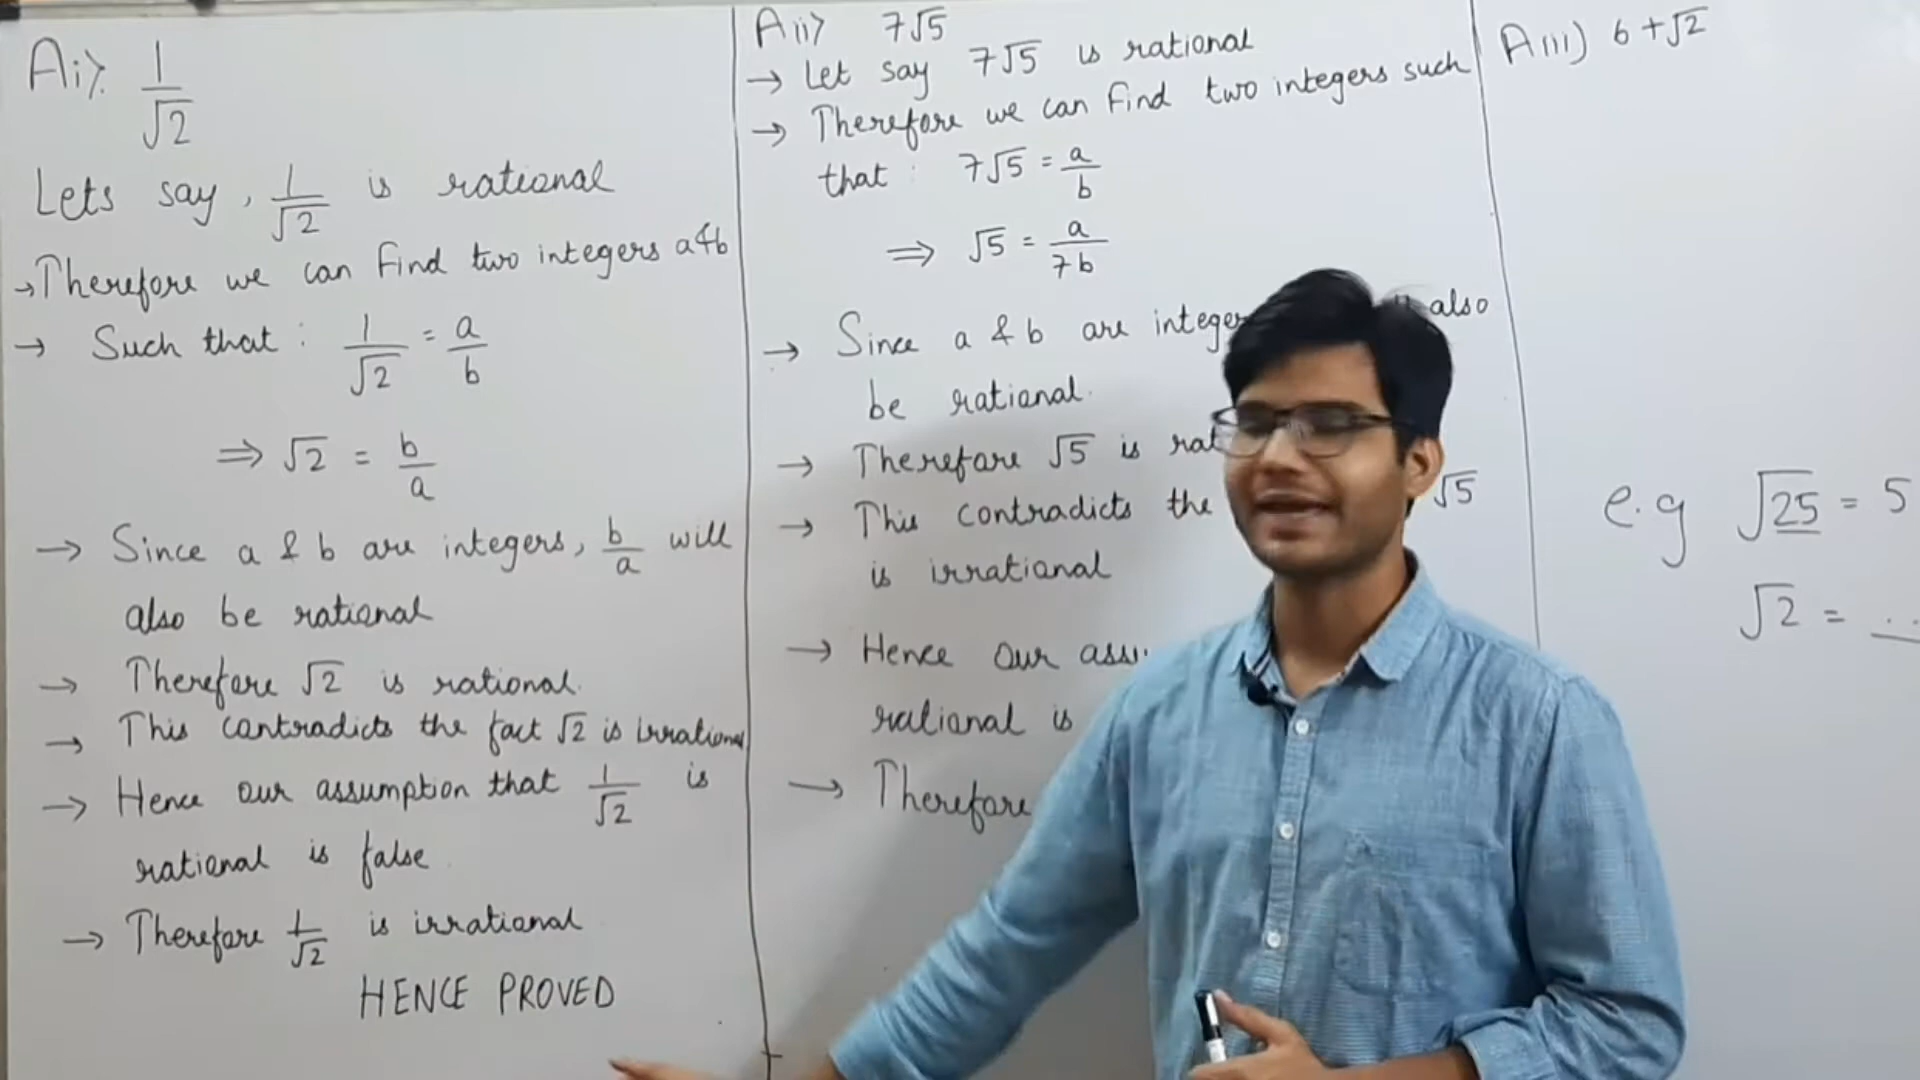 Ai> 1/√2
Lets say, 1/√2 is rational
→ Therefore we can find two integers a & b
→ Such that : 1/√2 = a/b
⇒ √2 = b/a
→ Since a & b are integers, b/a will
also be rational
→ Therefore √2 is rational.
→ This contradicts the fact √2 is irrational
→ Hence our assumption that 1/√2 is
rational is false
→ Therefore 1/√2 is irrational
HENCE PROVED
Aii> 7√5
→ Let say 7√5 is rational
→ Therefore we can find two integers such
that : 7√5 = a/b
⇒ √5 = a/7b
→ Since a & b are also
be rational.
→ Therefore √5 is
→ This contradicts the √5
is irrational
→ Hence our
rational is
→ Therefore
Aiii) 6 + √2
e.g √25 = 5
√2 = ..